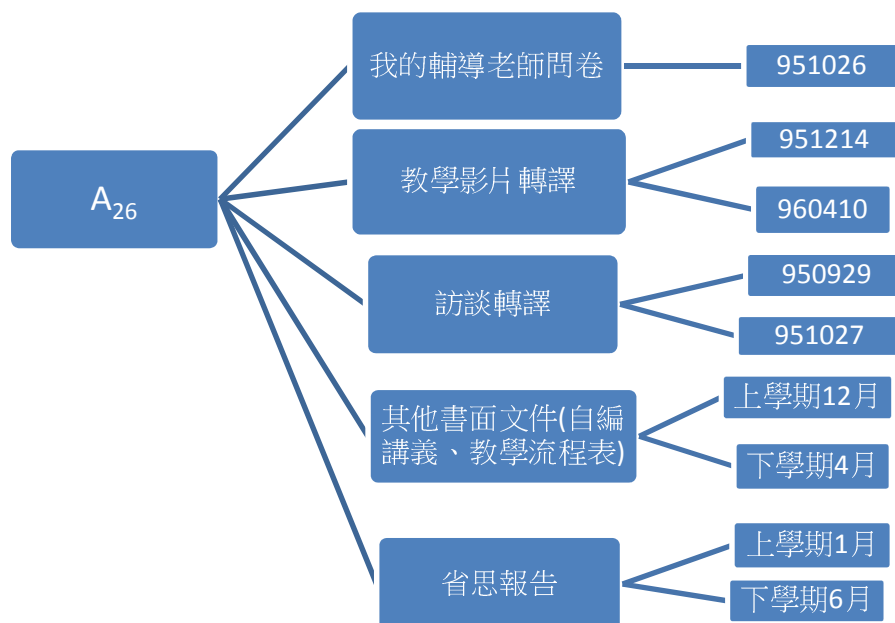 A26
我的輔導老師問卷
951026
教學影片轉譯
951214
960410
訪談轉譯
950929
951027
其他書面文件(自編
講義、教學流程表)
上學期12月
下學期4月
省思報告
上學期1月
下學期6月